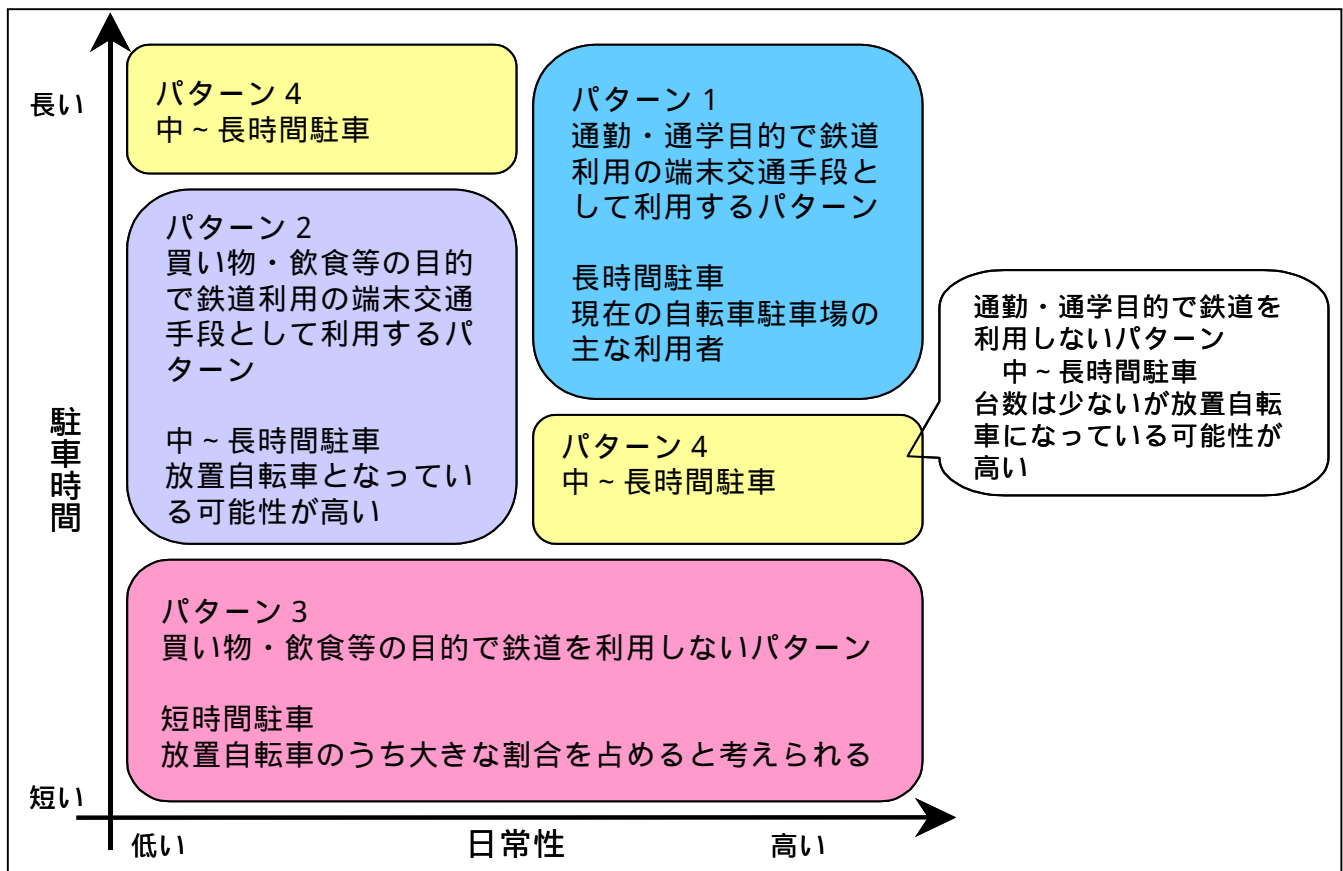 長い
パターン４
中～長時間駐車
パターン１
通勤・通学目的で鉄道
利用の端末交通手段と
して利用するパターン
長時間駐車
現在の自転車駐車場の
主な利用者
パターン２
買い物・飲食等の目的
で鉄道利用の端末交通
手段として利用するパ
ターン
中～長時間駐車
放置自転車となってい
る可能性が高い
通勤・通学目的で鉄道を
利用しないパターン
中～長時間駐車
台数は少ないが放置自転
車になっている可能性が
高い
パターン４
中～長時間駐車
駐車時間
パターン３
買い物・飲食等の目的で鉄道を利用しないパターン
短時間駐車
放置自転車のうち大きな割合を占めると考えられる
短い
低い
日常性
高い